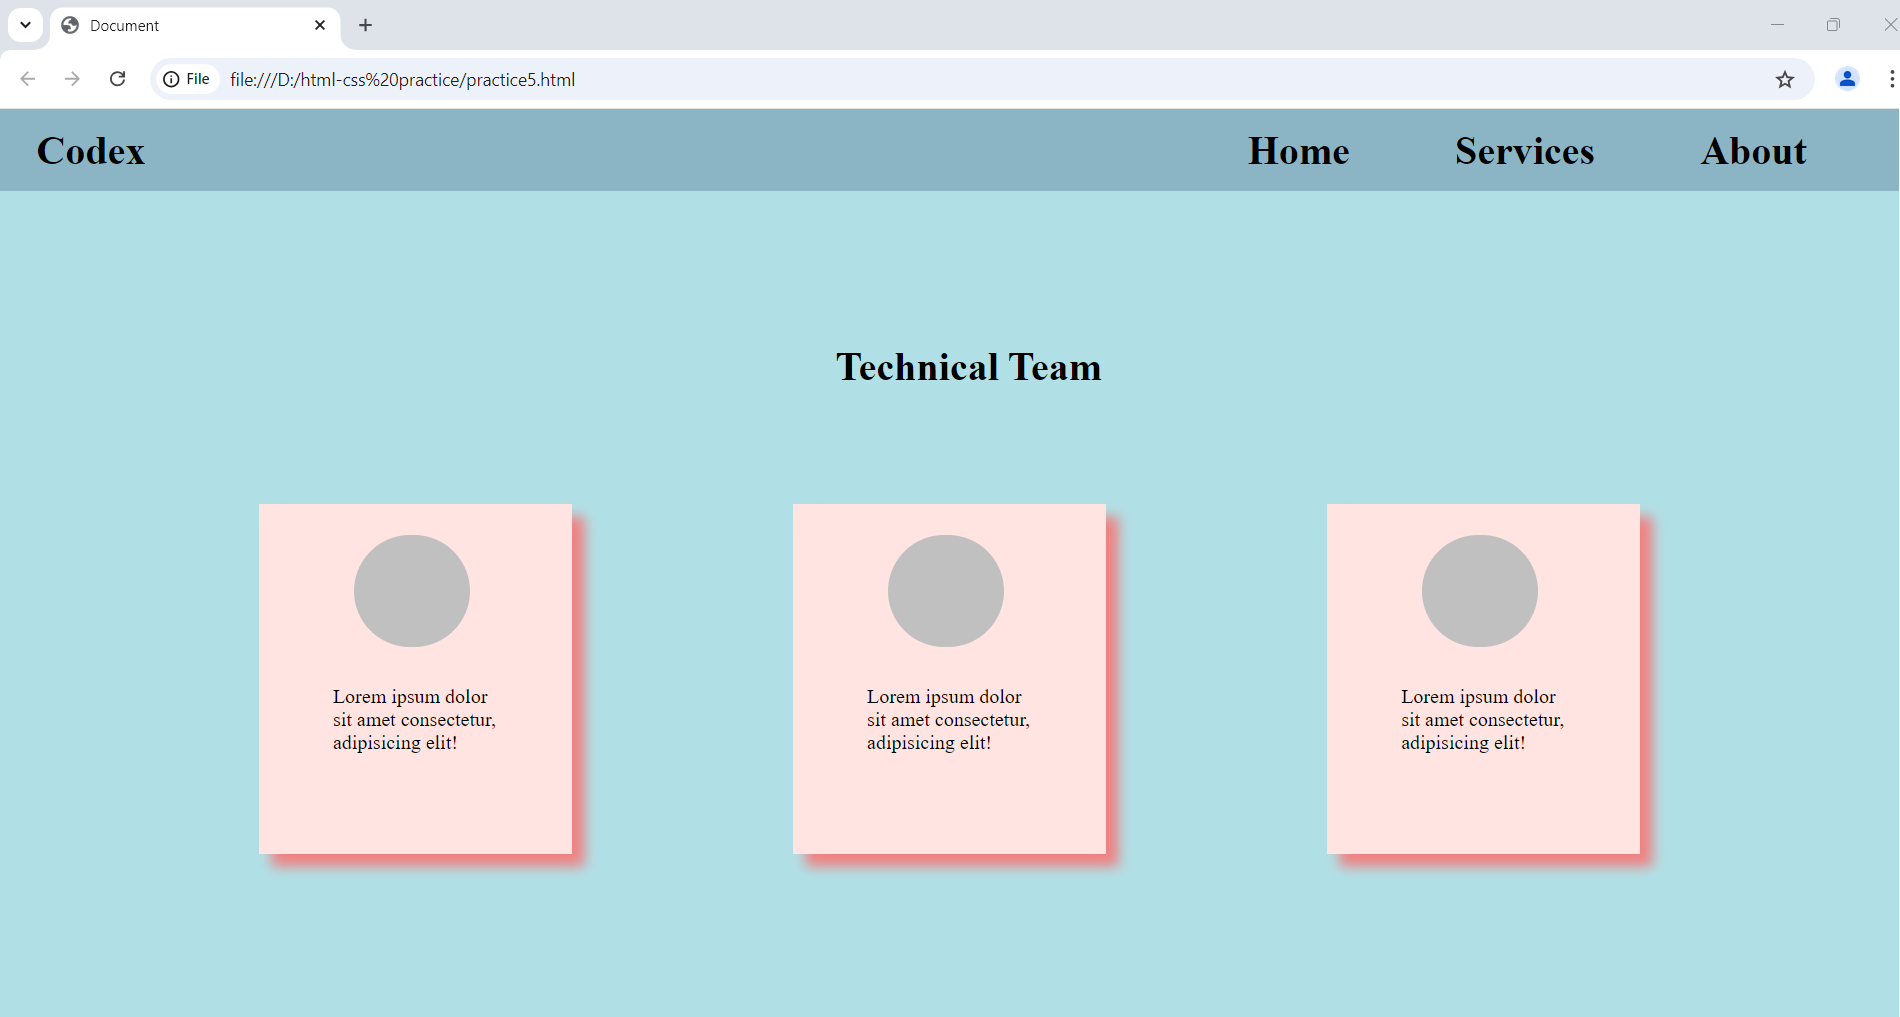 Document
File
file:///D:/html-css%20practice/practice5.html
Codex Home Services About
Technical Team
Lorem ipsum dolor
sit amet consectetur,
adipisicing elit!
Lorem ipsum dolor
sit amet consectetur,
adipisicing elit!
Lorem ipsum dolor
sit amet consectetur,
adipisicing elit!